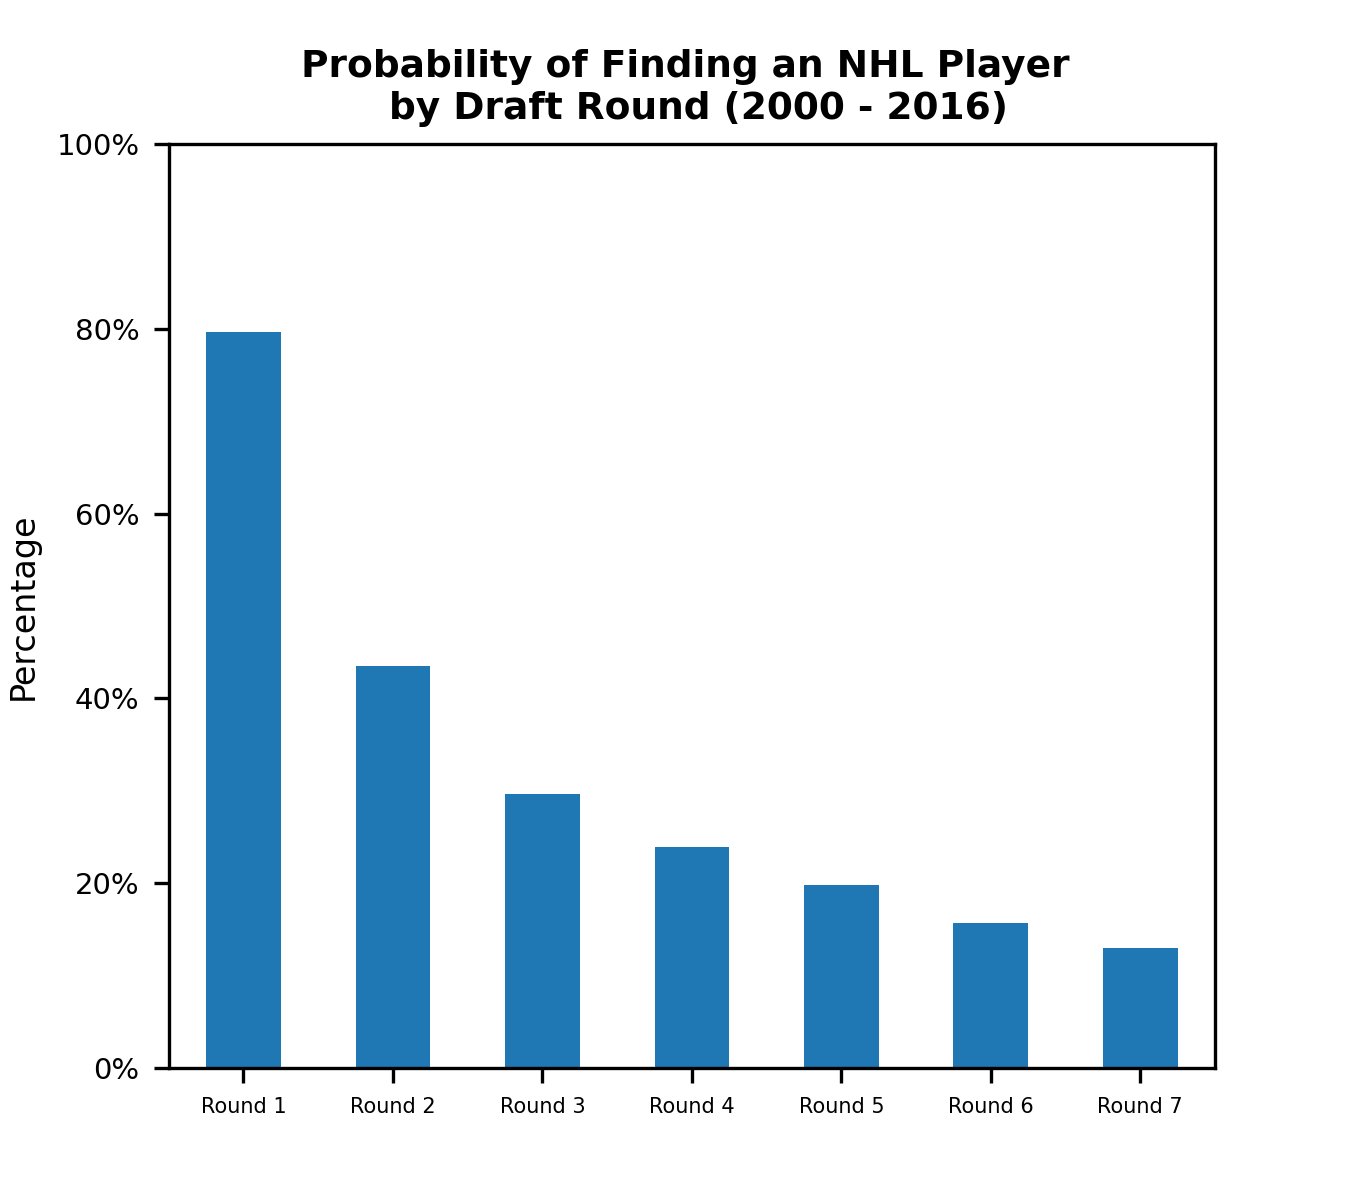 Probability of Finding an NHL Player
by Draft Round (2000 - 2016)
100%
80%
60%
40%
20%
0%
Percentage
Round 1 Round 2 Round 3 Round 4 Round 5 Round 6 Round 7